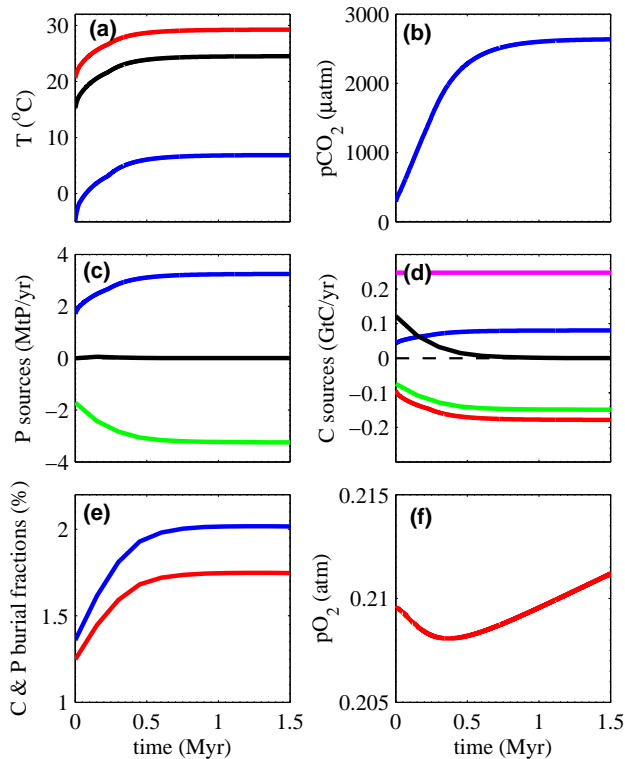 (a)
30
20
10
0
T (°C)
(b)
3000
2000
1000
0
pCO2 (μatm)
(c)
4
2
0
−2
−4
P sources (MtP/yr)
(d)
0.2
0.1
0
−0.1
−0.2
C sources (GtC/yr)
(e)
2
1.5
1
C & P burial fractions (%)
0 0.5 1 1.5
time (Myr)
(f)
0.215
0.21
0.205
pO2 (atm)
0 0.5 1 1.5
time (Myr)